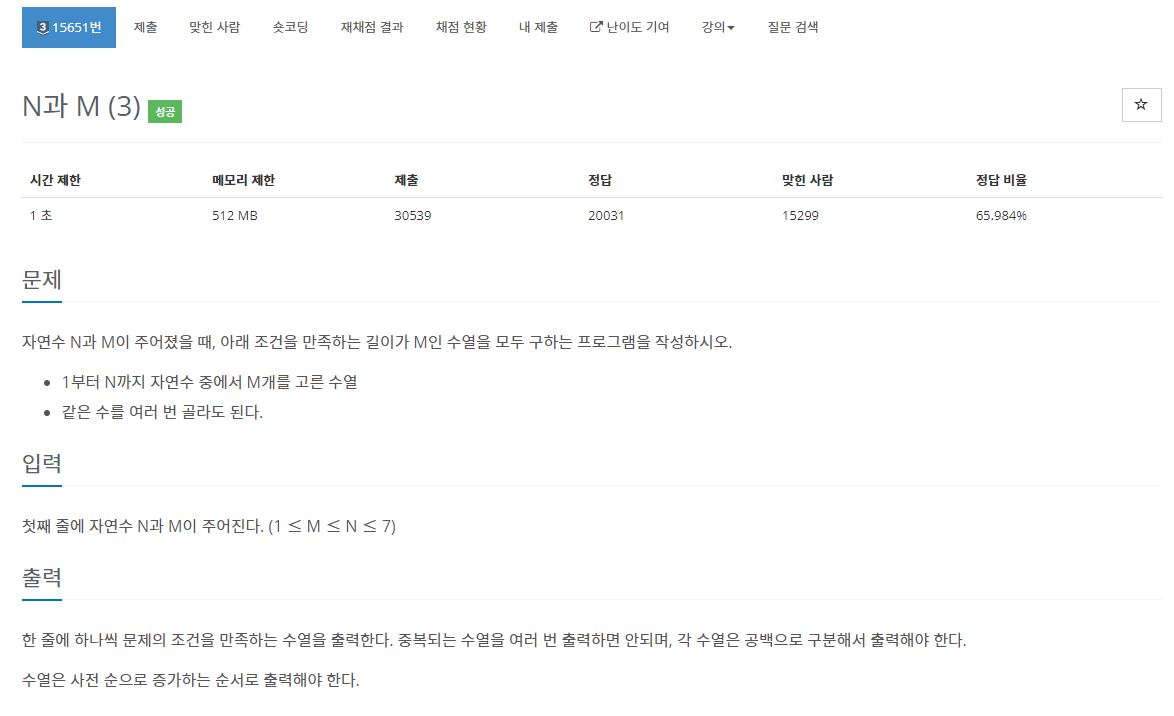 3 15651번 제출 맞힌 사람 숏코딩 재채점 결과 채점 현황 내 제출 난이도 기여 강의 질문 검색
N과 M (3) 성공
시간 제한 메모리 제한 제출 정답 맞힌 사람 정답 비율
1 초 512 MB 30539 20031 15299 65.984%
문제
자연수 N과 M이 주어졌을 때, 아래 조건을 만족하는 길이가 M인 수열을 모두 구하는 프로그램을 작성하시오.
• 1부터 N까지 자연수 중에서 M개를 고른 수열
• 같은 수를 여러 번 골라도 된다.
입력
첫째 줄에 자연수 N과 M이 주어진다. (1 ≤ M ≤ N ≤ 7)
출력
한 줄에 하나씩 문제의 조건을 만족하는 수열을 출력한다. 중복되는 수열을 여러 번 출력하면 안되며, 각 수열은 공백으로 구분해서 출력해야 한다.
수열은 사전 순으로 증가하는 순서로 출력해야 한다.